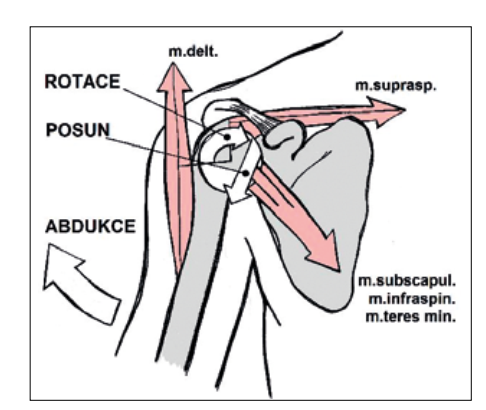 m.delt.
ROTACE
m.suprasp.
POSUN
ABDUKCE
m.subscapul.
m.infraspin.
m.teres min.